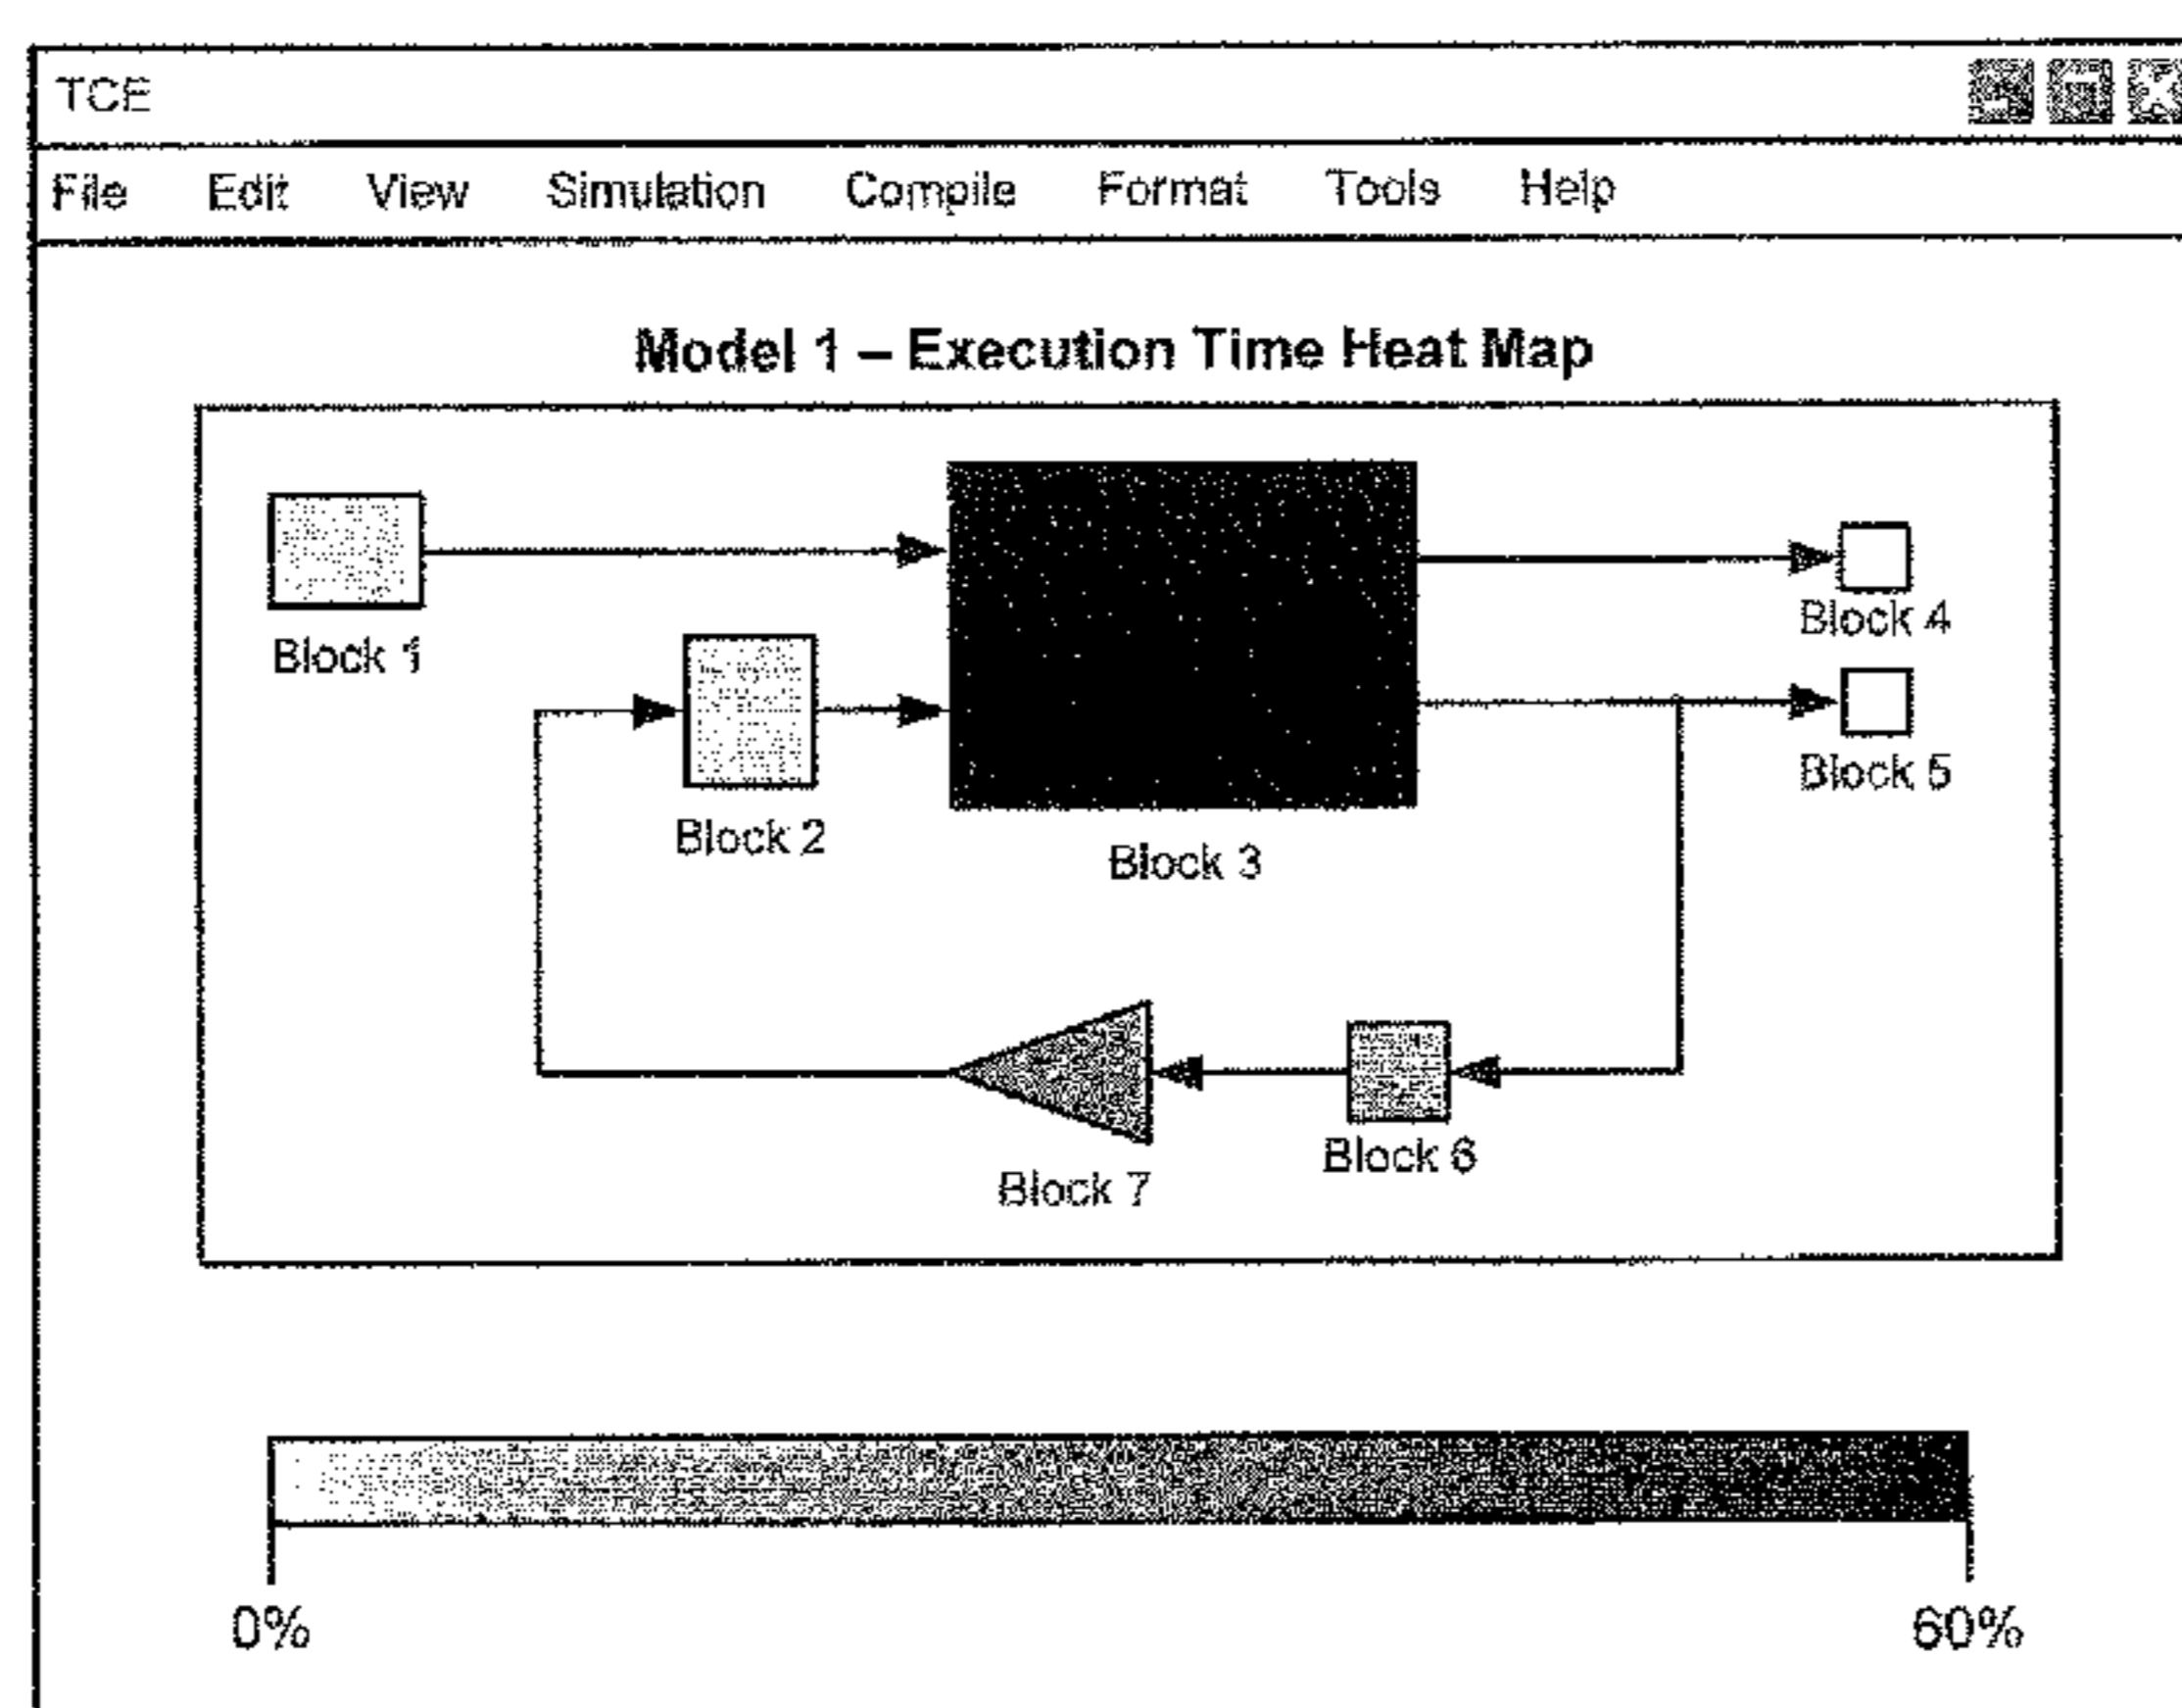 TCE
File Edit View Simulation Compile Format Tools Help
Model 1 – Execution Time Heat Map
Block 1
Block 2
Block 3
Block 4
Block 5
Block 6
Block 7
0%
60%